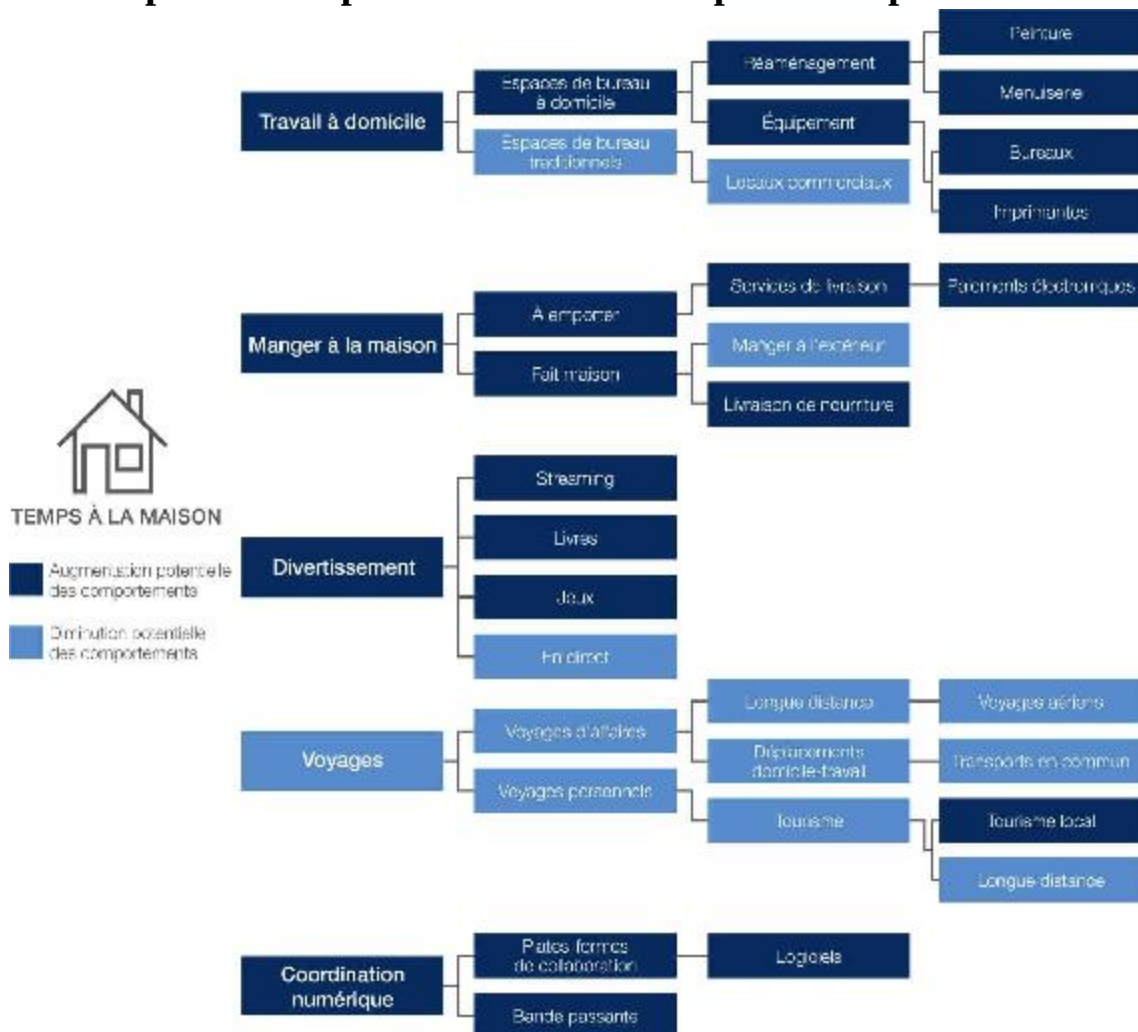 Peinture
Réaménagement
Espaces de bureau
à domicile
Menuiserie
Travail à domicile
Équipement
Espaces de bureau
traditionnels
Bureaux
Locaux commerciaux
Imprimantes
Services de livraison
Paiements électroniques
À emporter
Manger à la maison
Manger à l'extérieur
Fait maison
Livraison de nourriture
TEMPS À LA MAISON
Augmentation potentielle
des comportements
Diminution potentielle
des comportements
Streaming
Livres
Divertissement
Jeux
En direct
Longue distance
Voyages aériens
Voyages d'affaires
Voyages
Déplacements
domicile-travail
Transports en commun
Voyages personnels
Tourisme
Tourisme local
Longue distance
Plates-formes
de collaboration
Logiciels
Coordination
numérique
Bande passante